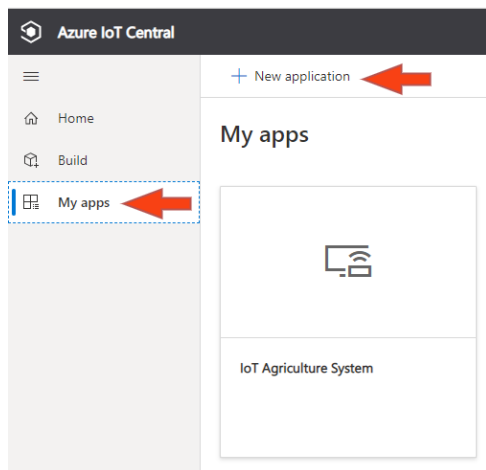 Azure IoT Central
New application
Home
My apps
Build
My apps
IoT Agriculture System